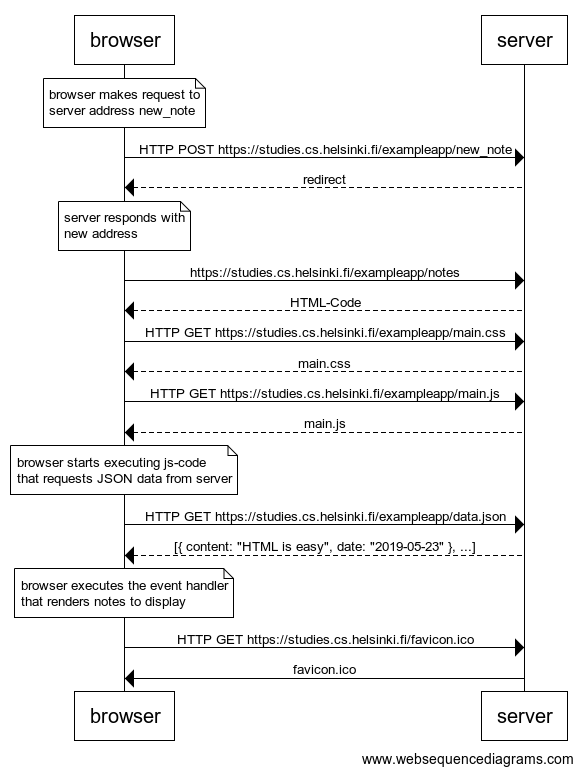 browser
server
browser makes request to
server address new_note
HTTP POST https://studies.cs.helsinki.fi/exampleapp/new_note
redirect
server responds with
new address
https://studies.cs.helsinki.fi/exampleapp/notes
HTML-Code
HTTP GET https://studies.cs.helsinki.fi/exampleapp/main.css
main.css
HTTP GET https://studies.cs.helsinki.fi/exampleapp/main.js
main.js
browser starts executing js-code
that requests JSON data from server
HTTP GET https://studies.cs.helsinki.fi/exampleapp/data.json
[{ content: "HTML is easy", date: "2019-05-23" }, ...]
browser executes the event handler
that renders notes to display
HTTP GET https://studies.cs.helsinki.fi/favicon.ico
favicon.ico
browser
server
www.websequencediagrams.com